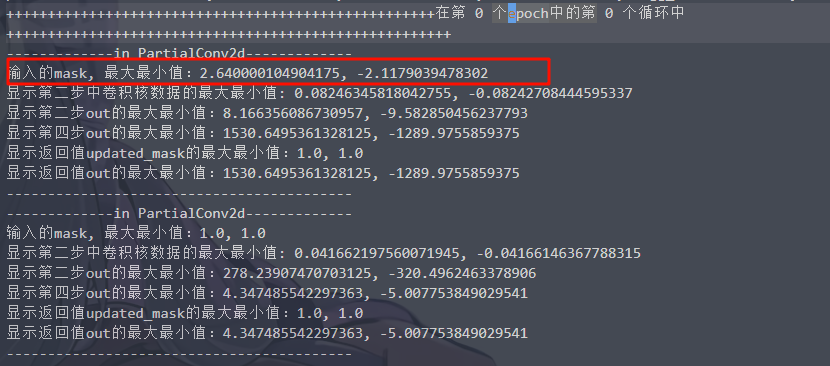 ++++++++++++++++++++++++++++++++++++++++++++++++++++++++在第 0 个epoch中的第 0 个循环中
++++++++++++++++++++++++++++++++++++++++++++++++++++++++++
-------------in PartialConv2d-------------
输入的mask, 最大最小值：2.640000104904175, -2.1179039478302
显示第二步中卷积核数据的最大最小值: 0.08246345818042755, -0.08242708444595337
显示第二步out的最大最小值：8.166356086730957, -9.582850456237793
显示第四步out的最大最小值：1530.6495361328125, -1289.9755859375
显示返回值updated_mask的最大最小值：1.0, 1.0
显示返回值out的最大最小值：1530.6495361328125, -1289.9755859375
------------------------------------------
-------------in PartialConv2d-------------
输入的mask, 最大最小值：1.0, 1.0
显示第二步中卷积核数据的最大最小值: 0.041662197560071945, -0.04166146367788315
显示第二步out的最大最小值：278.23907470703125, -320.4962463378906
显示第四步out的最大最小值：4.347485542297363, -5.007753849029541
显示返回值updated_mask的最大最小值：1.0, 1.0
显示返回值out的最大最小值：4.347485542297363, -5.007753849029541
------------------------------------------